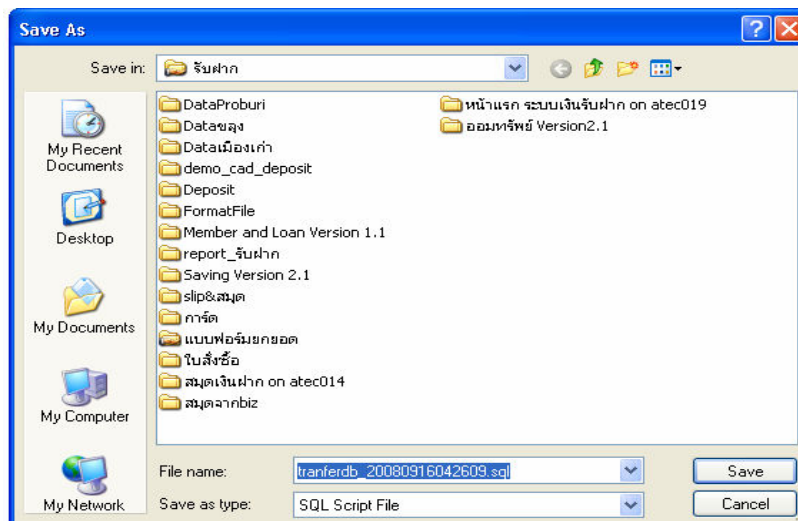 Save As
Save in:
รับฝาก
My Recent
Documents
Desktop
My Documents
My Computer
My Network
DataProburi
Dataขลุง
Dataเมืองเก่า
demo_cad_deposit
Deposit
FormatFile
Member and Loan Version 1.1
report_รับฝาก
Saving Version 2.1
slip&สมุด
การ์ด
แบบฟอร์มยกยอด
ใบสั่งซื้อ
สมุดเงินฝาก on atec014
สมุดจากbiz
หน้าแรก ระบบเงินรับฝาก on atec019
ออมทรัพย์ Version2.1
File name:
tranferdb_20080916042609.sql
Save
Save as type:
SQL Script File
Cancel